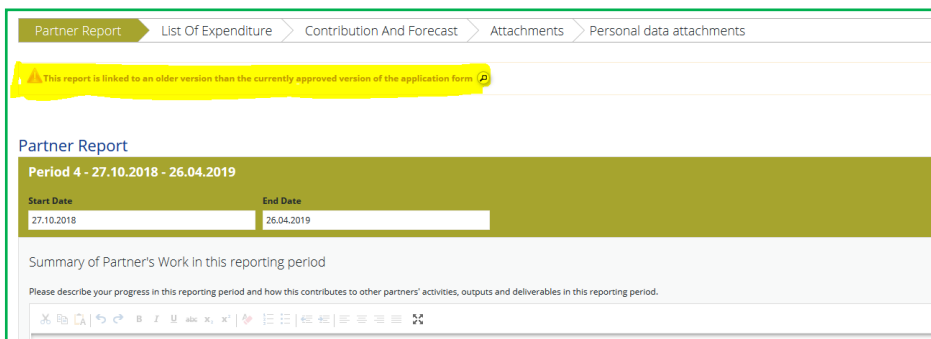 Partner Report List Of Expenditure Contribution And Forecast Attachments Personal data attachments
This report is linked to an older version than the currently approved version of the application form
Partner Report
Period 4 - 27.10.2018 - 26.04.2019
Start Date End Date
27.10.2018 26.04.2019
Summary of Partner's Work in this reporting period
Please describe your progress in this reporting period and how this contributes to other partners' activities, outputs and deliverables in this reporting period.
B I U abc x, x²